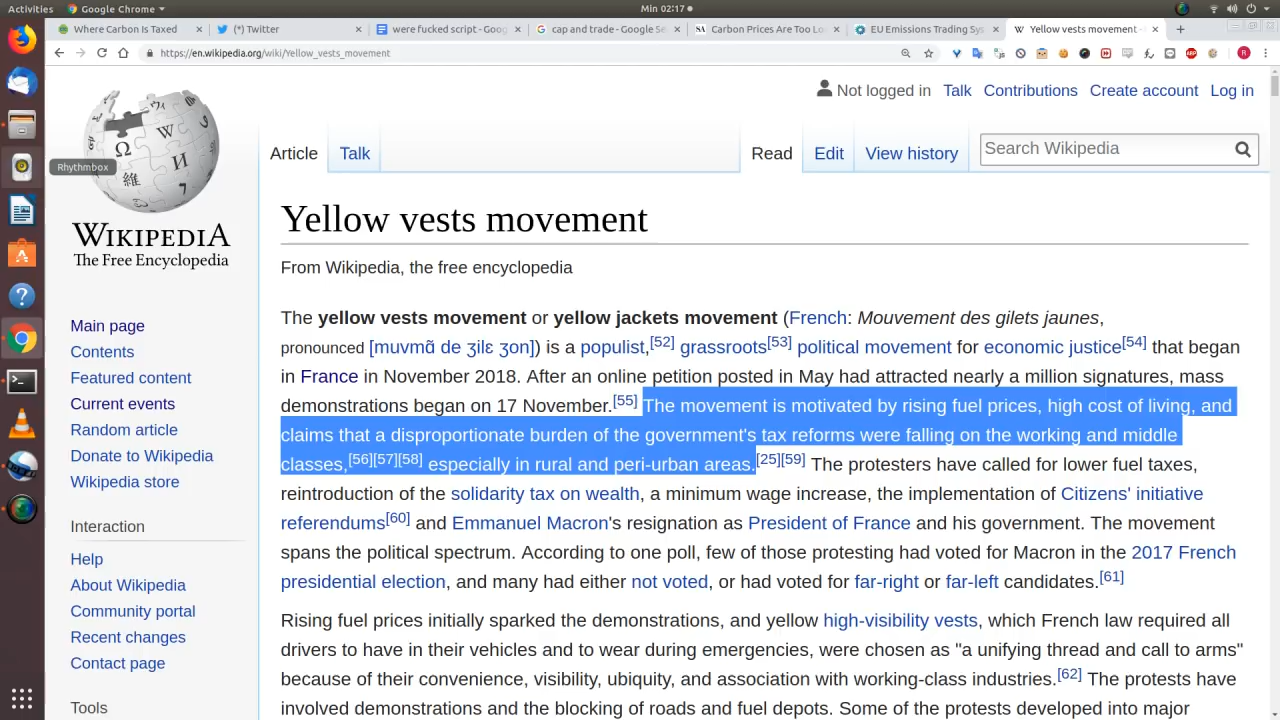 Activities
Google Chrome
Min 02:17
Where Carbon Is Taxed
(*) Twitter
were fucked script - Goog
cap and trade - Google Se
Carbon Prices Are Too Lo
EU Emissions Trading Sys
Yellow vests movement -
https://en.wikipedia.org/wiki/Yellow_vests_movement
Not logged in Talk Contributions Create account Log in
Article Talk Read Edit View history Search Wikipedia
Rhythmbox
WIKIPEDIA
The Free Encyclopedia
Main page
Contents
Featured content
Current events
Random article
Donate to Wikipedia
Wikipedia store
Interaction
Help
About Wikipedia
Community portal
Recent changes
Contact page
Tools
Yellow vests movement
From Wikipedia, the free encyclopedia
The yellow vests movement or yellow jackets movement (French: Mouvement des gilets jaunes,
pronounced [muvmɑ̃ de ʒilɛ ʒon]) is a populist,[52] grassroots[53] political movement for economic justice[54] that began
in France in November 2018. After an online petition posted in May had attracted nearly a million signatures, mass
demonstrations began on 17 November.[55] The movement is motivated by rising fuel prices, high cost of living, and
claims that a disproportionate burden of the government's tax reforms were falling on the working and middle
classes,[56][57][58] especially in rural and peri-urban areas.[25][59] The protesters have called for lower fuel taxes,
reintroduction of the solidarity tax on wealth, a minimum wage increase, the implementation of Citizens' initiative
referendums[60] and Emmanuel Macron's resignation as President of France and his government. The movement
spans the political spectrum. According to one poll, few of those protesting had voted for Macron in the 2017 French
presidential election, and many had either not voted, or had voted for far-right or far-left candidates.[61]
Rising fuel prices initially sparked the demonstrations, and yellow high-visibility vests, which French law required all
drivers to have in their vehicles and to wear during emergencies, were chosen as "a unifying thread and call to arms"
because of their convenience, visibility, ubiquity, and association with working-class industries.[62] The protests have
involved demonstrations and the blocking of roads and fuel depots. Some of the protests developed into major